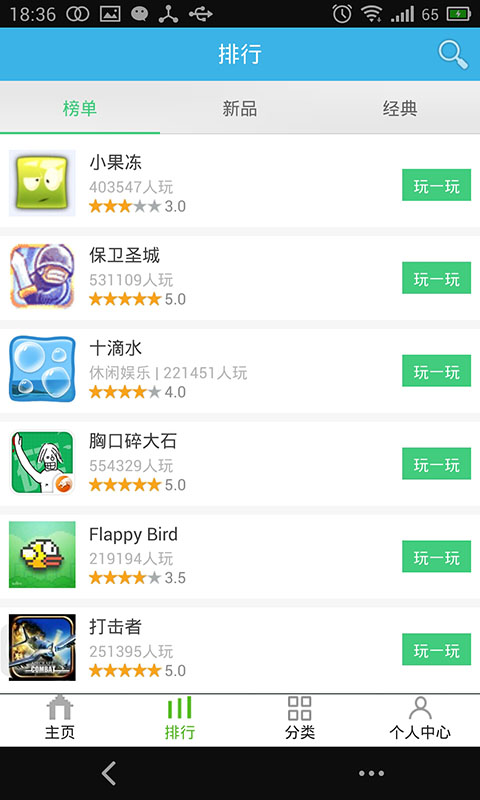 18:36
65
排行
榜单
新品
经典
小果冻
403547人玩
3.0
玩一玩
保卫圣城
531109人玩
5.0
玩一玩
十滴水
休闲娱乐 | 221451人玩
4.0
玩一玩
胸口碎大石
554329人玩
5.0
玩一玩
Flappy Bird
219194人玩
3.5
玩一玩
打击者
251395人玩
5.0
玩一玩
COMBAT
主页
排行
分类
个人中心